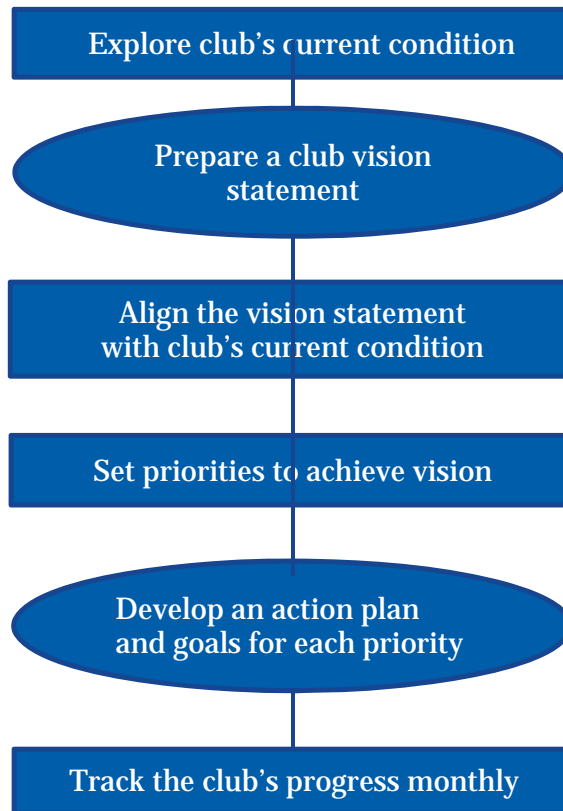 Explore club’s current condition
Prepare a club vision
statement
Align the vision statement
with club’s current condition
Set priorities to achieve vision
Develop an action plan
and goals for each priority
Track the club’s progress monthly